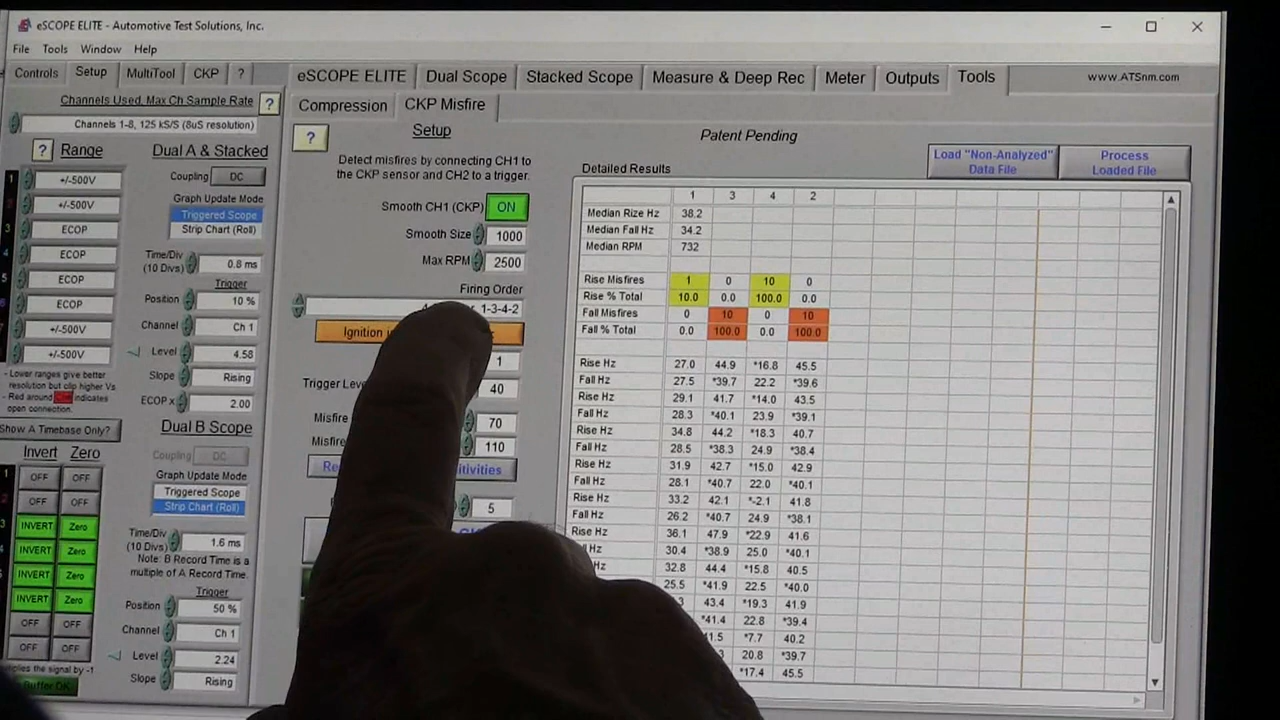 eSCOPE ELITE - Automotive Test Solutions, Inc.
File Tools Window Help
Controls Setup MultiTool CKP ?
eSCOPE ELITE Dual Scope Stacked Scope Measure & Deep Rec Meter Outputs Tools www.ATSnm.com
Channels Used, Max Ch Sample Rate ?
Channels 1-8, 125 kS/S (8uS resolution)
? Range
1 +/-500V
2 +/-500V
3 ECOP
4 ECOP
5 ECOP
6 ECOP
7 +/-500V
+/-500V
- Lower ranges give better
resolution but clip higher Vs
- Red around indicates
open connection.
Show A Timebase Only?
Invert Zero
1 OFF OFF
2 OFF OFF
3 INVERT Zero
4 INVERT Zero
INVERT Zero
INVERT Zero
OFF OFF
OFF OFF
the signal by -1
Buffer OK
Dual A & Stacked
Coupling DC
Graph Update Mode
Triggered Scope
Strip Chart (Roll)
Time/Div
(10 Divs) 0.8 ms
Trigger
Position 10 %
Channel Ch 1
Level 4.58
Slope Rising
ECOP x 2.00
Dual B Scope
Coupling DC
Graph Update Mode
Triggered Scope
Strip Chart (Roll)
Time/Div
(10 Divs) 1.6 ms
Note: B Record Time is a
multiple of A Record Time.
Trigger
Position 50 %
Channel Ch 1
Level 2.24
Slope Rising
Compression CKP Misfire
? Setup
Detect misfires by connecting CH1 to
the CKP sensor and CH2 to a trigger.
Smooth CH1 (CKP) ON
Smooth Size 1000
Max RPM 2500
Firing Order
1-3-4-2
Ignition
1
Trigger 40
Misfire 70
Misfire 110
5
Patent Pending
Load "Non-Analyzed"
Data File
Process
Loaded File
Detailed Results
1 3 4 2
Median Rize Hz 38.2
Median Fall Hz 34.2
Median RPM 732
Rise Misfires 1 0 10 0
Rise % Total 10.0 0.0 100.0 0.0
Fall Misfires 0 10 0 10
Fall % Total 0.0 100.0 0.0 100.0
Rise Hz 27.0 44.9 *16.8 45.5
Fall Hz 27.5 *39.7 22.2 *39.6
Rise Hz 29.1 41.7 *14.0 43.5
Fall Hz 28.3 *40.1 23.9 *39.1
Rise Hz 34.8 44.2 *18.3 40.7
Fall Hz 28.5 *38.3 24.9 *38.4
Rise Hz 31.9 42.7 *15.0 42.9
Fall Hz 28.1 *40.7 22.0 *40.1
Rise Hz 33.2 42.1 *-2.1 41.8
Fall Hz 26.2 *40.7 24.9 *38.1
Rise Hz 36.1 47.9 *22.9 41.6
Hz 30.4 *38.9 25.0 *40.1
Hz 32.8 44.4 *15.8 40.5
25.5 *41.9 22.5 *40.0
43.4 *19.3 41.9
*41.4 22.8 *39.4
*7.7 40.2
20.8 *39.7
*17.4 45.5